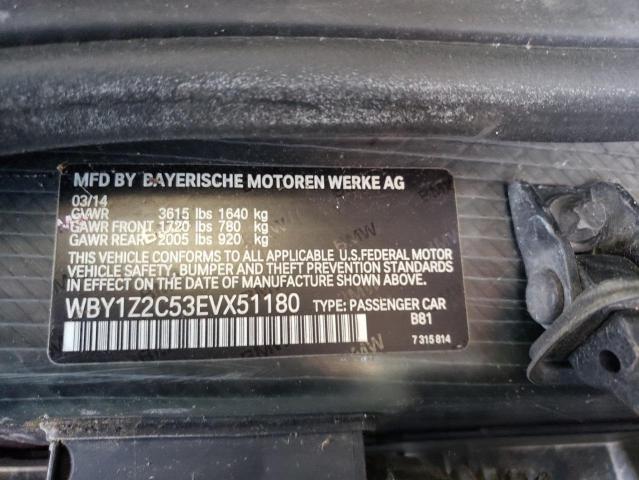 MFD BY BAYERISCHE MOTOREN WERKE AG
03/14
GVWR 3615 lbs 1640 kg
GAWR FRONT 1720 lbs 780 kg
GAWR REAR 2005 lbs 920 kg
THIS VEHICLE CONFORMS TO ALL APPLICABLE U.S.FEDERAL MOTOR
VEHICLE SAFETY, BUMPER, AND THEFT PREVENTION STANDARDS
IN EFFECT ON THE DATE OF MANUFACTURE SHOWN ABOVE.
WBY1Z2C53EVX51180 TYPE: PASSENGER CAR
B81
7 315 814
BMW
BMW
BMW